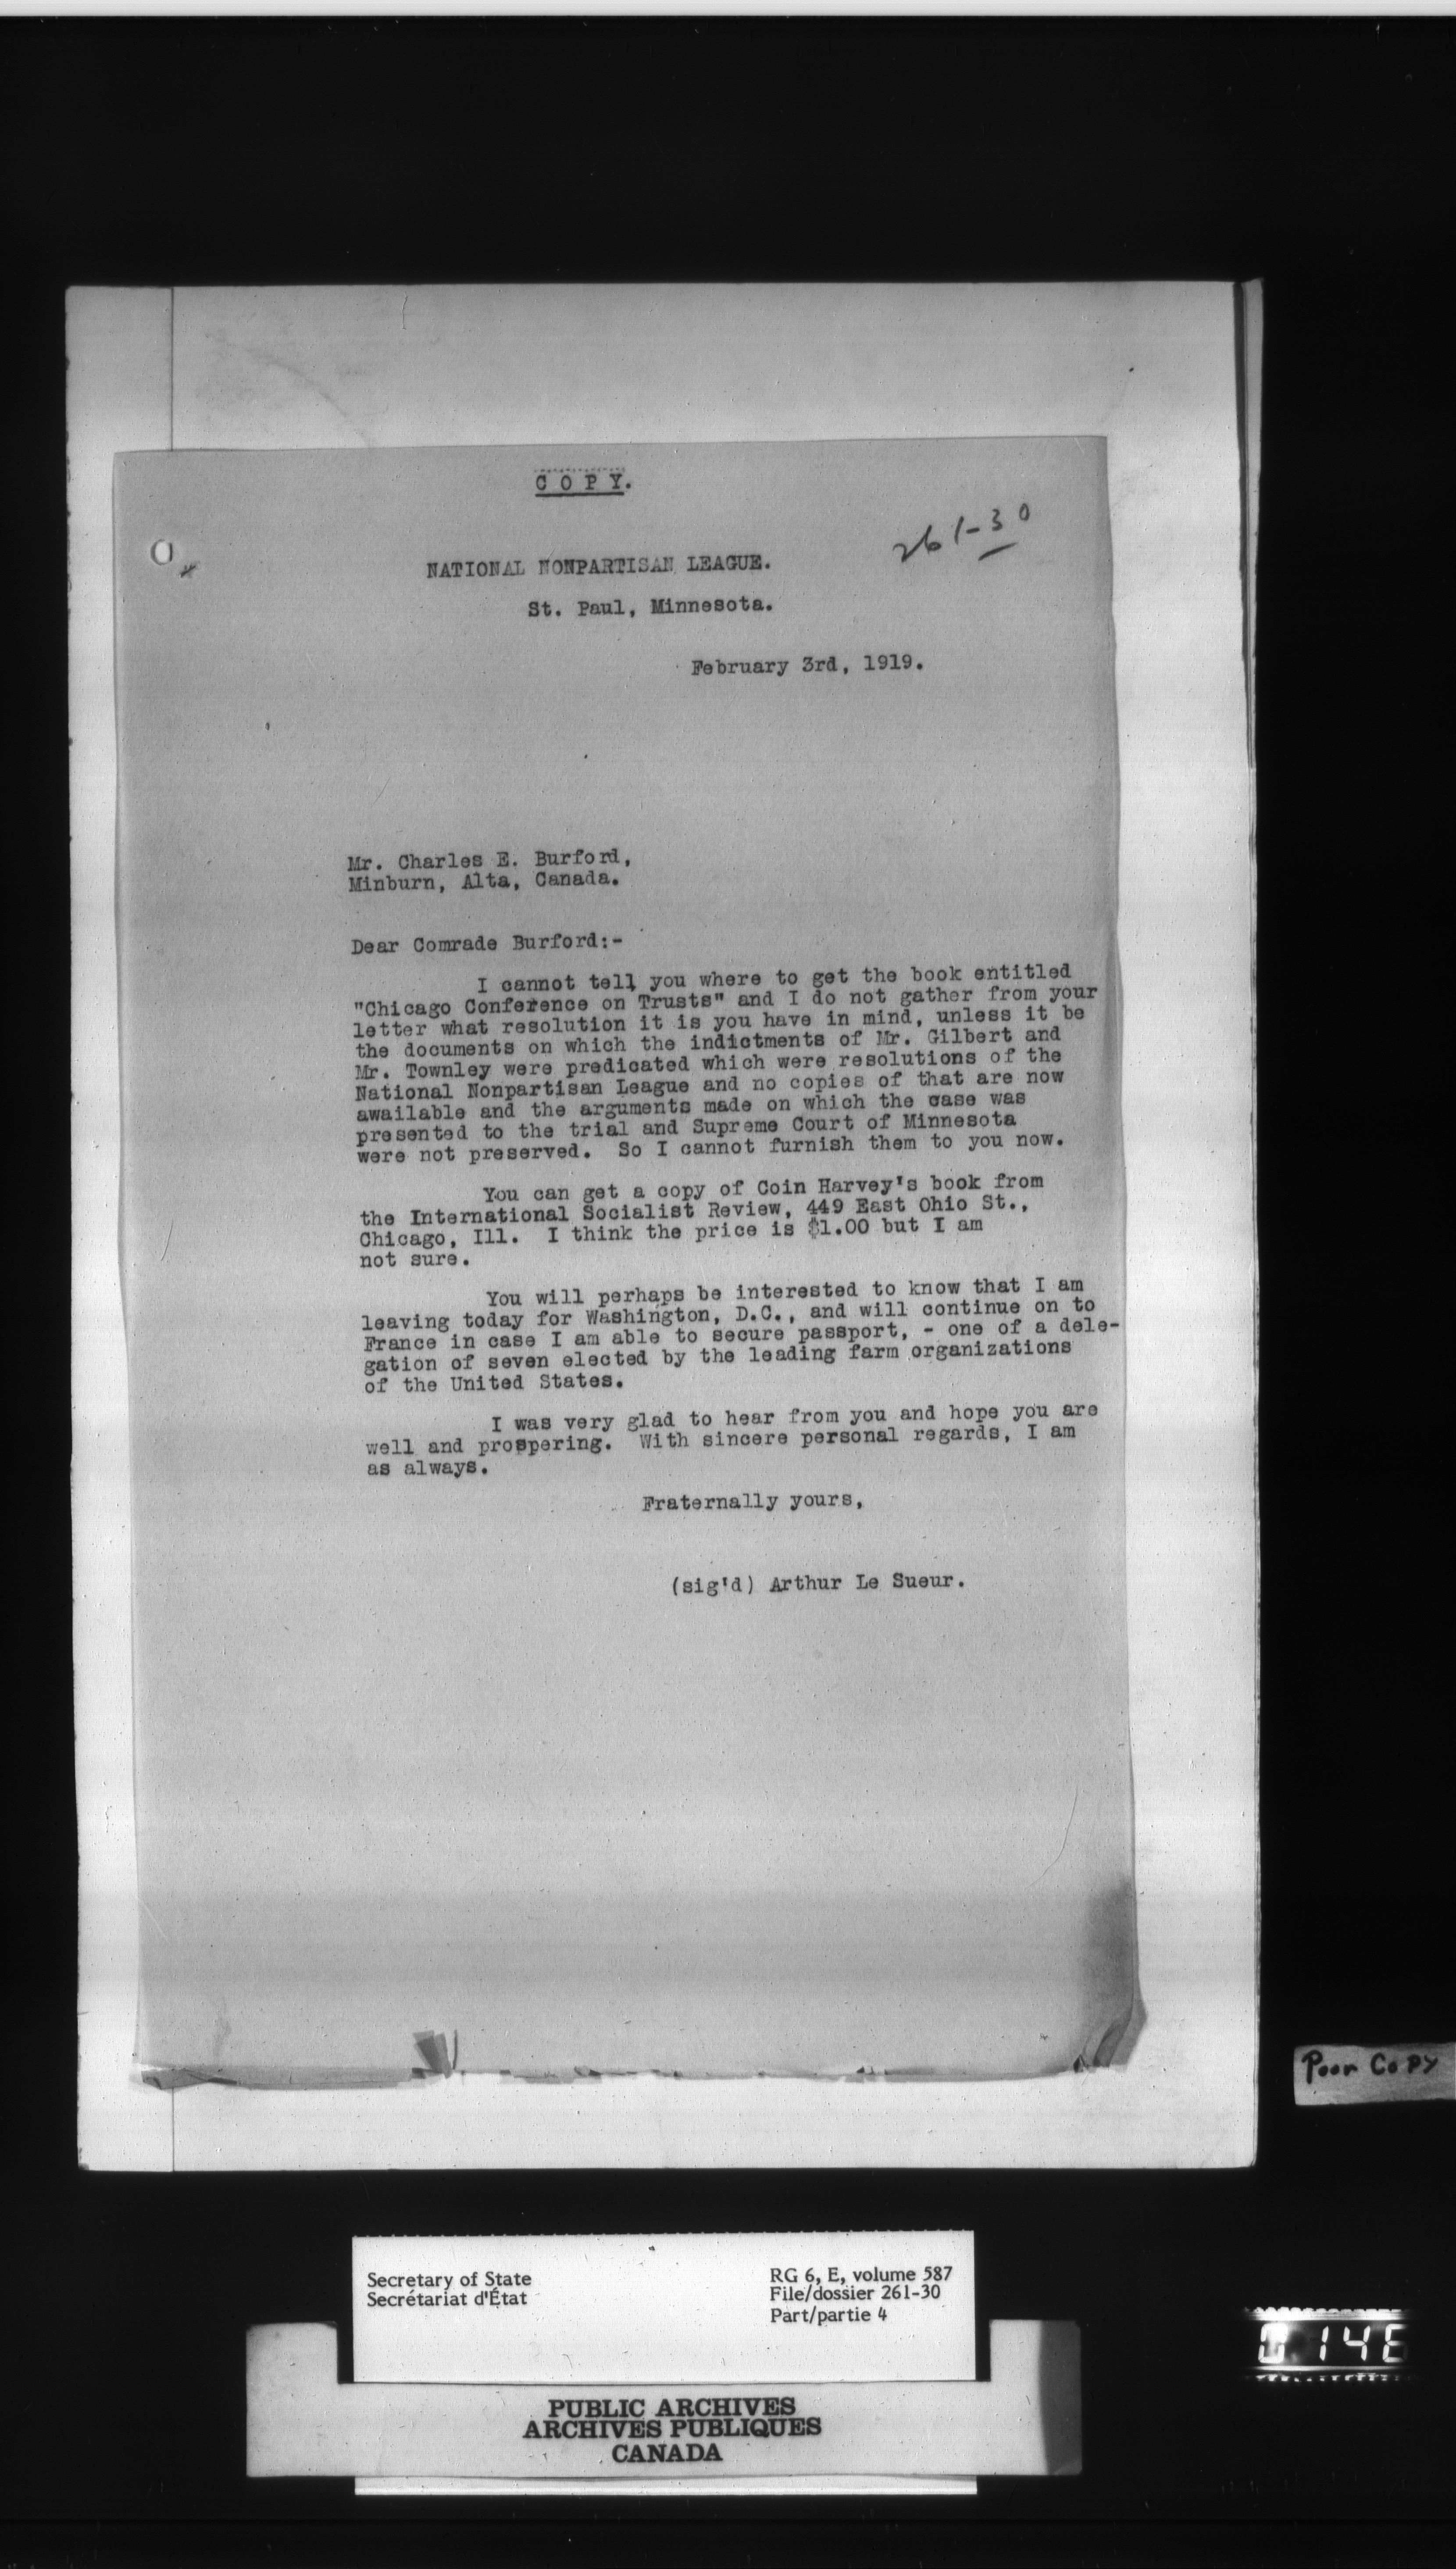 COPY.
261-30
NATIONAL NONPARTISAN LEAGUE.
St. Paul, Minnesota.
February 3rd, 1919.
Mr. Charles E. Burford,
Minburn, Alta, Canada.
Dear Comrade Burford:-
I cannot tell you where to get the book entitled
"Chicago Conference on Trusts" and I do not gather from your
letter what resolution it is you have in mind, unless it be
the documents on which the indictments of Mr. Gilbert and
Mr. Townley were predicated which were resolutions of the
National Nonpartisan League and no copies of that are now
awailable and the arguments made on which the case was
presented to the trial and Supreme Court of Minnesota
were not preserved. So I cannot furnish them to you now.
You can get a copy of Coin Harvey's book from
the International Socialist Review, 449 East Ohio St.,
Chicago, Ill. I think the price is $1.00 but I am
not sure.
You will perhaps be interested to know that I am
leaving today for Washington, D.C., and will continue on to
France in case I am able to secure passport, - one of a dele-
gation of seven elected by the leading farm organizations
of the United States.
I was very glad to hear from you and hope you are
well and prospering. With sincere personal regards, I am
as always.
Fraternally yours,
(sig'd) Arthur Le Sueur.
Poor Copy
Secretary of State
Secrétariat d'État
RG 6, E, volume 587
File/dossier 261-30
Part/partie 4
PUBLIC ARCHIVES
ARCHIVES PUBLIQUES
CANADA